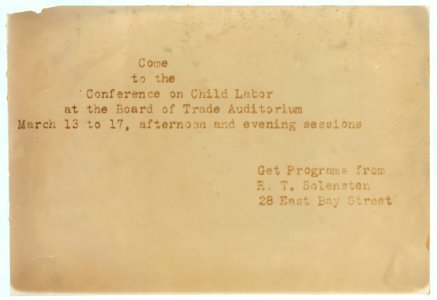 Come
to the
Conference on Child Labor
at the Board of Trade Auditorium
March 13 to 17, afternoon and evening sessions
Get Programs from
R. T. Solensten
28 East Bay Street